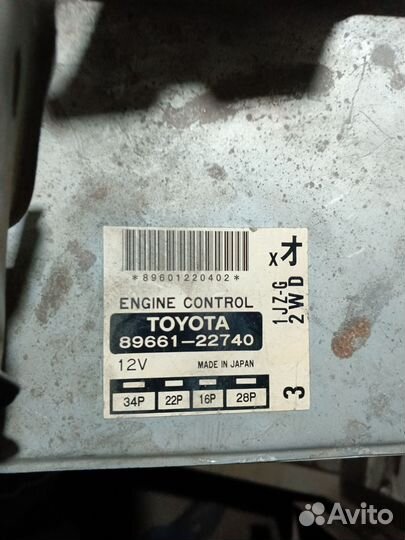 *89601220402*
ENGINE CONTROL
TOYOTA
89661-22740
12V MADE IN JAPAN
34P 22P 16P 28P
xオ
1JZ-G
2WD
3
Avito